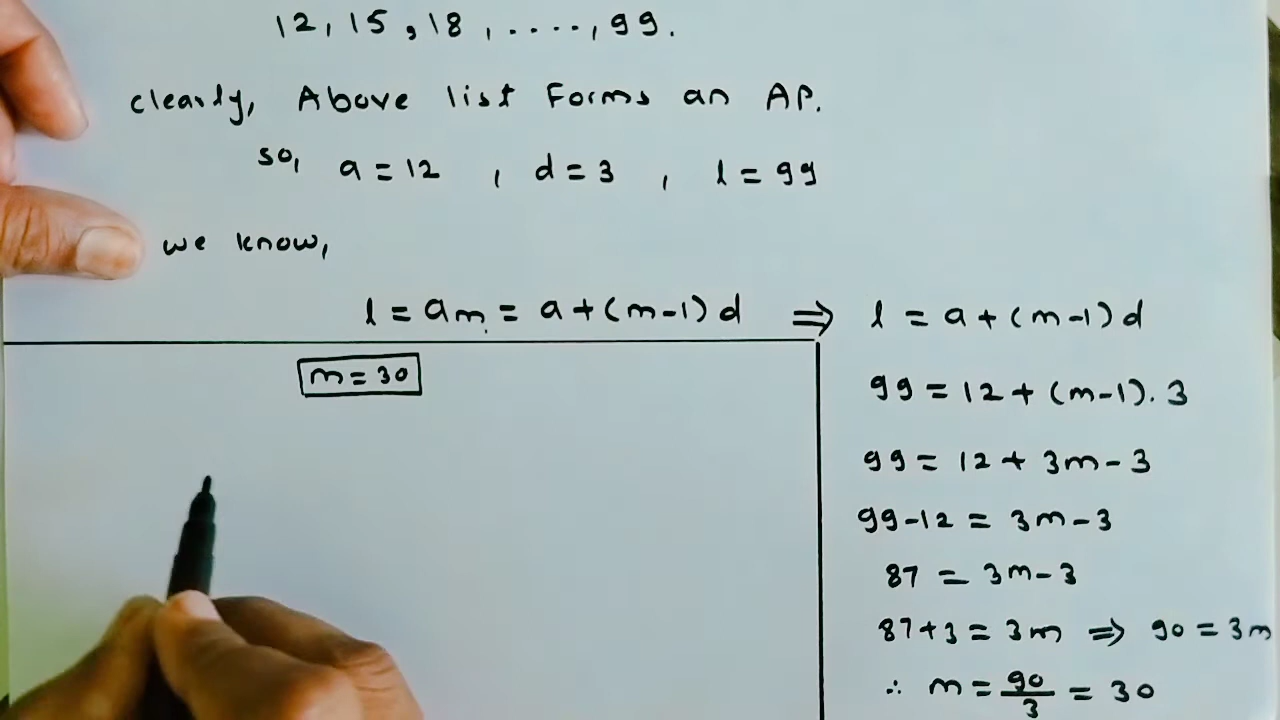 12, 15, 18, ...., 99.
clearly, Above list Forms an AP.
so, a = 12 , d = 3 , l = 99
we know,
l = am = a + (m-1) d ⇒ l = a + (m-1) d
m = 30
99 = 12 + (m-1). 3
99 = 12 + 3m - 3
99-12 = 3m - 3
87 = 3m - 3
87+3 = 3m ⇒ 90 = 3m
∴ m = 90/3 = 30